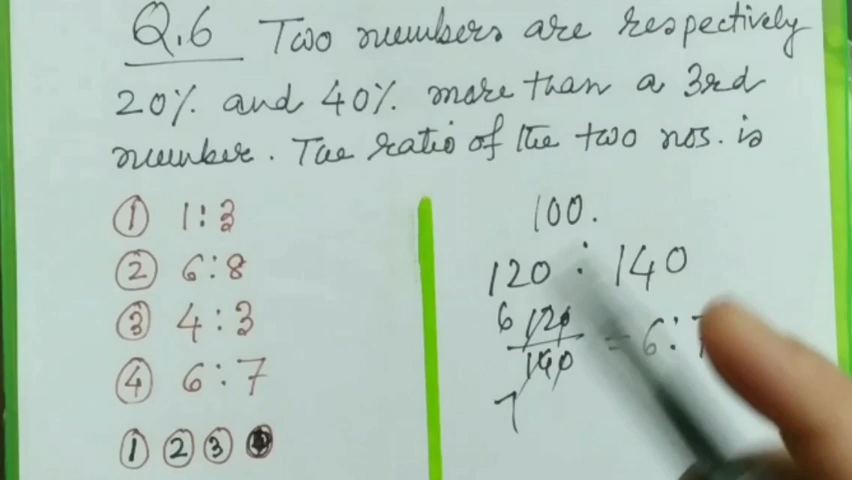 Q.6 Two numbers are respectively
20% and 40% more than a 3rd
number. The ratio of the two nos. is
① 1:3
② 6:8
③ 4:3
④ 6:7
① ② ③ ④
100.
120 : 140
6 120
140 = 6:
7